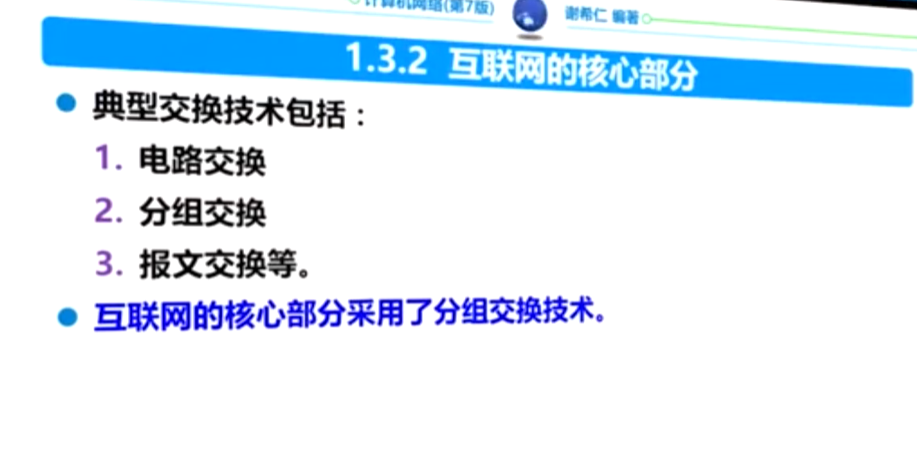 计算机网络(第7版)
谢希仁 编著
1.3.2 互联网的核心部分
典型交换技术包括：
1. 电路交换
2. 分组交换
3. 报文交换等。
互联网的核心部分采用了分组交换技术。